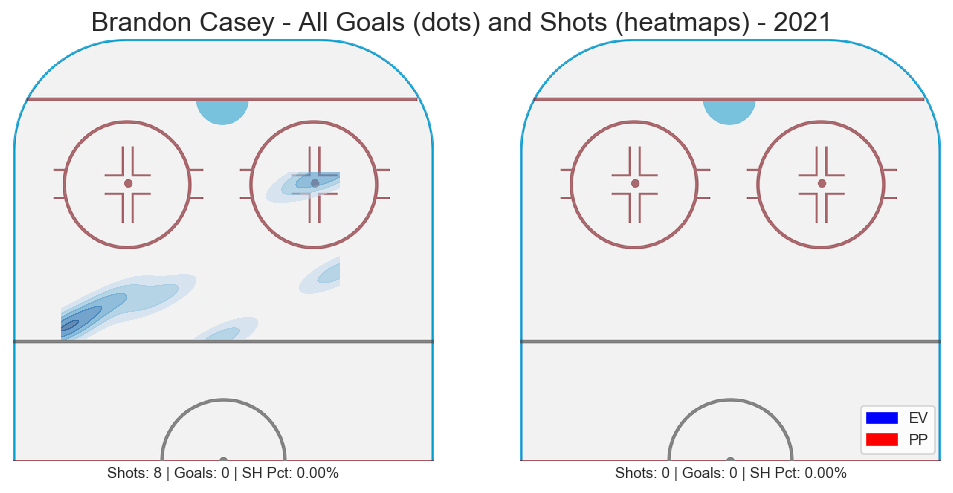 Brandon Casey - All Goals (dots) and Shots (heatmaps) - 2021
EV
PP
Shots: 8 | Goals: 0 | SH Pct: 0.00%
Shots: 0 | Goals: 0 | SH Pct: 0.00%